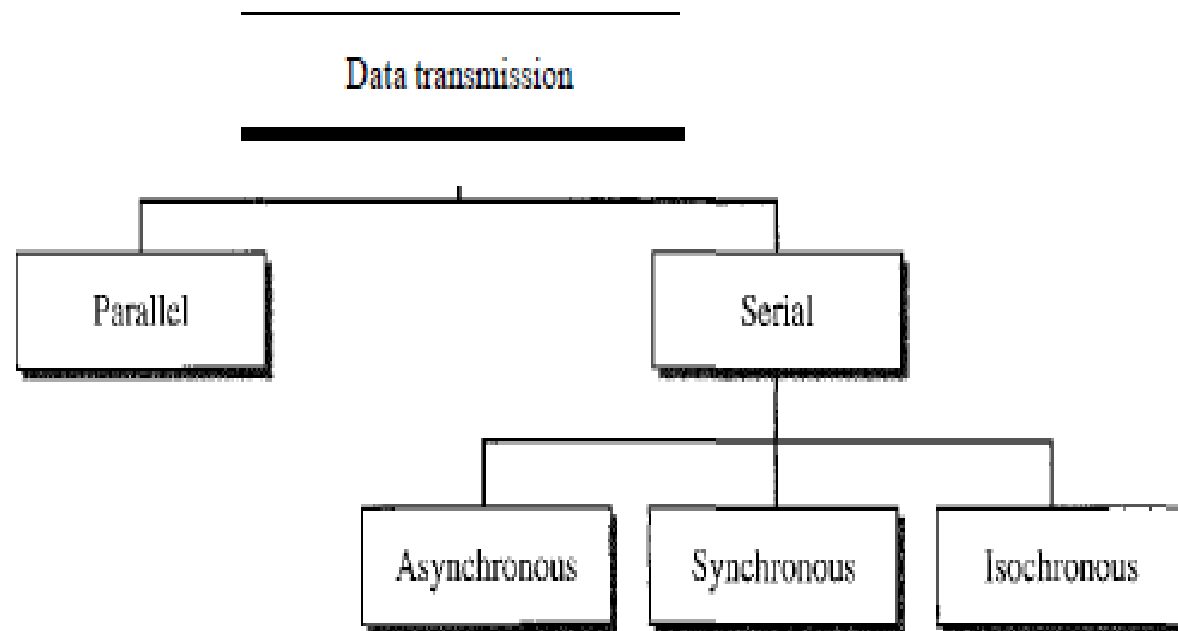 Data transmission
Parallel
Serial
Asynchronous
Synchronous
Isochronous